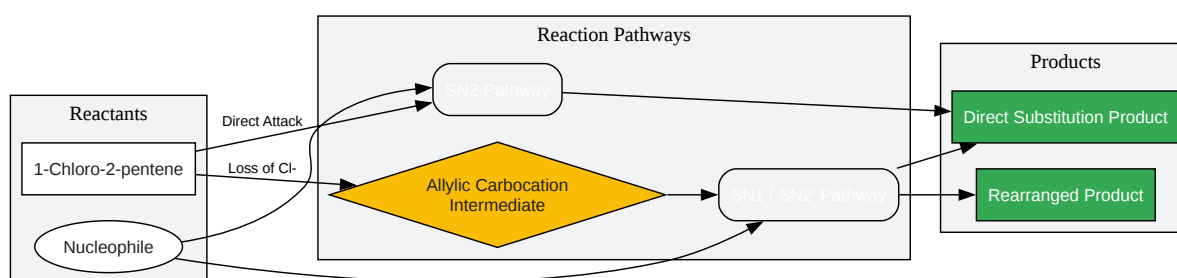 Reaction Pathways
Reactants
Products
SN2 Pathway
Direct Attack
Direct Substitution Product
1-Chloro-2-pentene
Loss of Cl-
Allylic Carbocation
Intermediate
SN1 / SN2' Pathway
Rearranged Product
Nucleophile